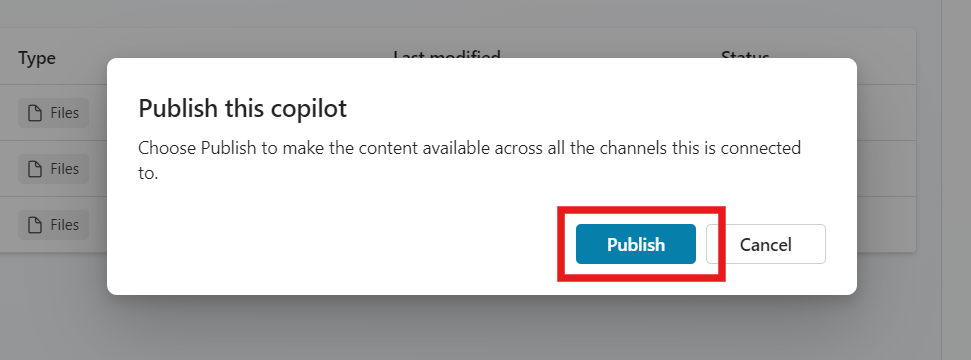 Type Last modified Status
Publish this copilot
Choose Publish to make the content available across all the channels this is connected
to.
Files
Files
Files
Publish Cancel